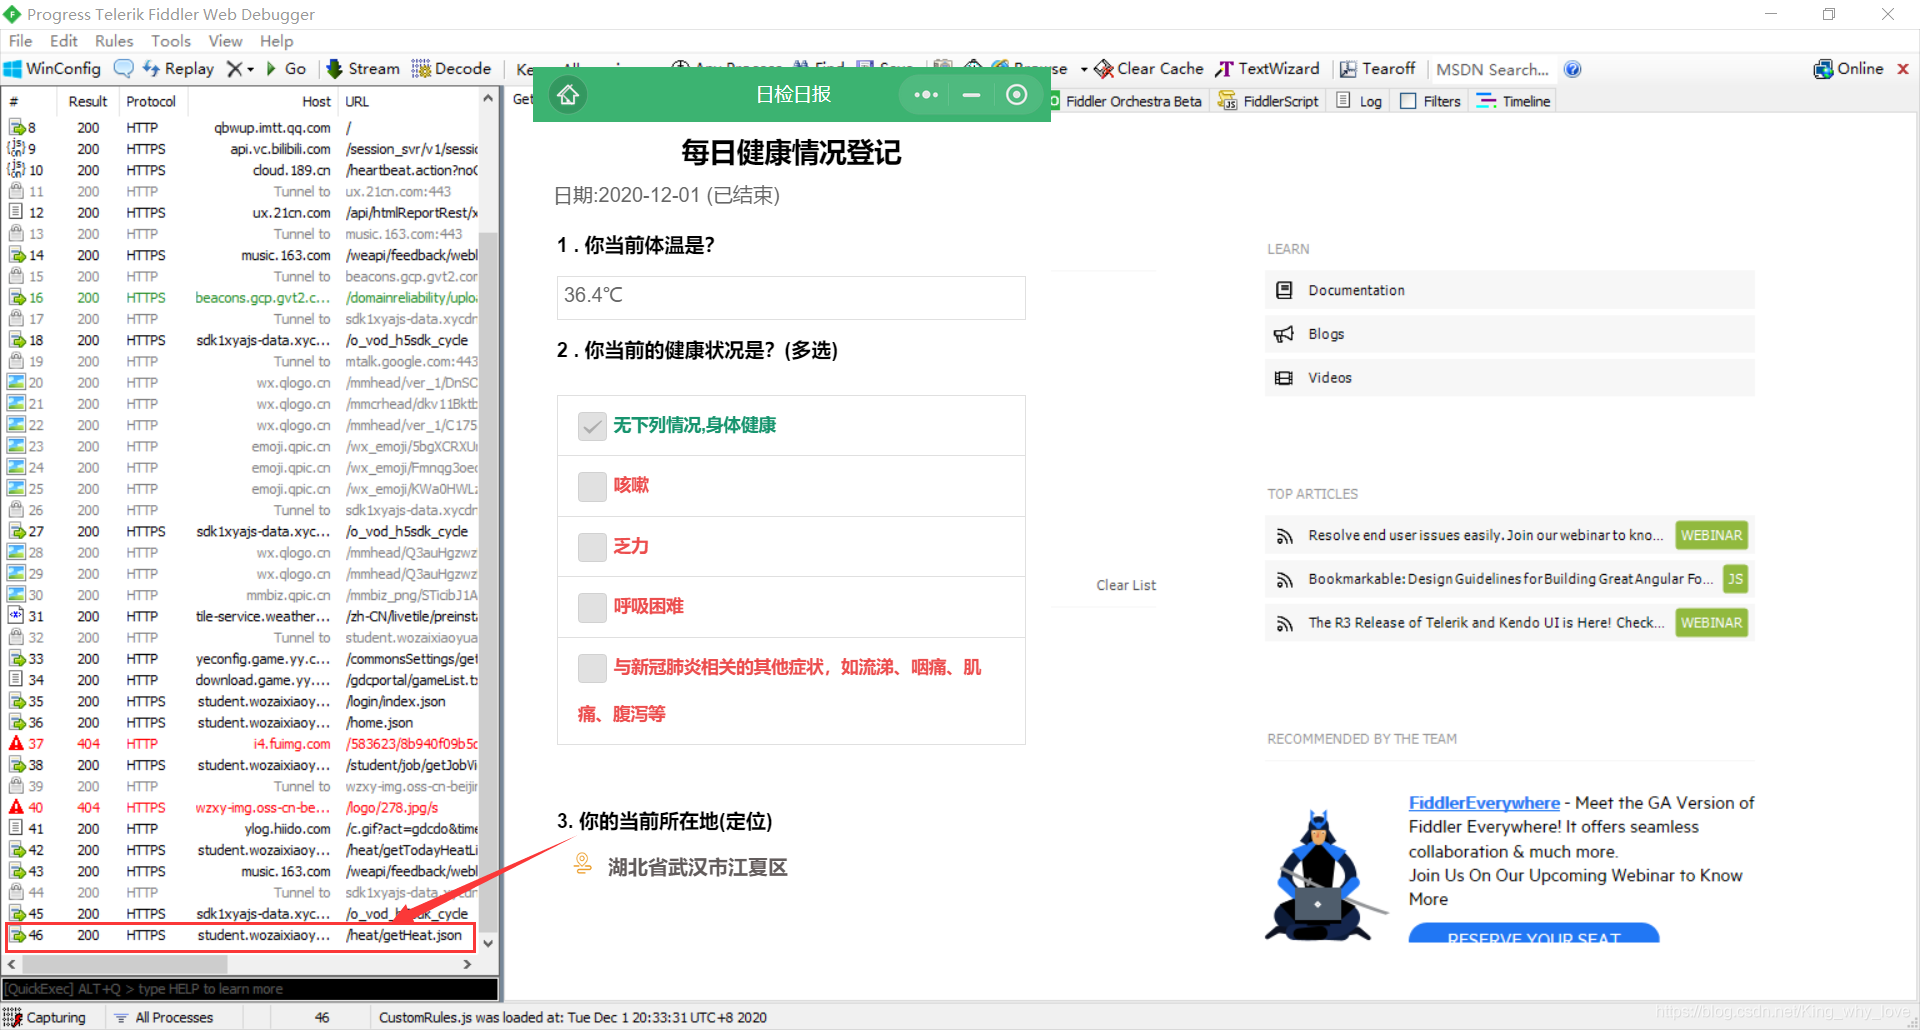 Progress Telerik Fiddler Web Debugger
File Edit Rules Tools View Help
WinConfig Replay Go Stream Decode Browse Clear Cache TextWizard Tearoff MSDN Search... Online
日检日报
Fiddler Orchestra Beta FiddlerScript Log Filters Timeline
# Result Protocol Host URL
8 200 HTTP qbwup.imtt.qq.com /
9 200 HTTPS api.vc.bilibili.com /session_svr/v1/sessic
10 200 HTTPS cloud.189.cn /heartbeat.action?noC
11 200 HTTP Tunnel to ux.21cn.com:443
12 200 HTTPS ux.21cn.com /api/htmlReportRest/x
13 200 HTTP Tunnel to music.163.com:443
14 200 HTTPS music.163.com /weapi/feedback/webl
15 200 HTTP Tunnel to beacons.gcp.gvt2.cor
16 200 HTTPS beacons.gcp.gvt2.c... /domainreliability/uploa
17 200 HTTP Tunnel to sdk1xyajs-data.xycdn
18 200 HTTPS sdk1xyajs-data.xyc... /o_vod_h5sdk_cycle
19 200 HTTP Tunnel to mtalk.google.com:443
20 200 HTTP wx.qlogo.cn /mmhead/ver_1/DnSC
21 200 HTTP wx.qlogo.cn /mmcrhead/dkv11Bktb
22 200 HTTP wx.qlogo.cn /mmhead/ver_1/C175
23 200 HTTP emoji.qpic.cn /wx_emoji/5bgXCRXU
24 200 HTTP emoji.qpic.cn /wx_emoji/Fmnqg3oec
25 200 HTTP emoji.qpic.cn /wx_emoji/KWa0HWLz
26 200 HTTP Tunnel to sdk1xyajs-data.xycdn
27 200 HTTPS sdk1xyajs-data.xyc... /o_vod_h5sdk_cycle
28 200 HTTP wx.qlogo.cn /mmhead/Q3auHgzwz
29 200 HTTP wx.qlogo.cn /mmhead/Q3auHgzwz
30 200 HTTP mmbiz.qpic.cn /mmbiz_png/STicibJ1A
31 200 HTTP tile-service.weather... /zh-CN/livetile/preinsta
32 200 HTTP Tunnel to student.wozaixiaoyua
33 200 HTTP yeconfig.game.yy.c... /commonsSettings/get
34 200 HTTP download.game.yy.... /gdcportal/gameList.tx
35 200 HTTPS student.wozaixiaoy... /login/index.json
36 200 HTTPS student.wozaixiaoy... /home.json
37 404 HTTP i4.fuimg.com /583623/8b940f09b5c
38 200 HTTPS student.wozaixiaoy... /student/job/getJobVi
39 200 HTTP Tunnel to wzxy-img.oss-cn-beijin
40 404 HTTPS wzxy-img.oss-cn-be... /logo/278.jpg/s
41 200 HTTP ylog.hiido.com /c.gif?act=gdcdo&time
42 200 HTTPS student.wozaixiaoy... /heat/getTodayHeatLi
43 200 HTTPS music.163.com /weapi/feedback/webl
44 200 HTTP Tunnel to sdk1xyajs-data.xycdn
45 200 HTTPS sdk1xyajs-data.xyc... /o_vod_h5sdk_cycle
46 200 HTTPS student.wozaixiaoy... /heat/getHeat.json
[QuickExec] ALT+Q > type HELP to learn more
每日健康情况登记
日期:2020-12-01 (已结束)
1 . 你当前体温是?
36.4℃
2 . 你当前的健康状况是? (多选)
无下列情况,身体健康
咳嗽
乏力
呼吸困难
与新冠肺炎相关的其他症状，如流涕、咽痛、肌
痛、腹泻等
3. 你的当前所在地(定位)
湖北省武汉市江夏区
Clear List
LEARN
Documentation
Blogs
Videos
TOP ARTICLES
Resolve end user issues easily. Join our webinar to kno... WEBINAR
Bookmarkable: Design Guidelines for Building Great Angular Fo... JS
The R3 Release of Telerik and Kendo UI is Here! Check... WEBINAR
RECOMMENDED BY THE TEAM
FiddlerEverywhere - Meet the GA Version of
Fiddler Everywhere! It offers seamless
collaboration & much more.
Join Us On Our Upcoming Webinar to Know
More
RESERVE YOUR SEAT
Capturing All Processes 46 CustomRules.js was loaded at: Tue Dec 1 20:33:31 UTC+8 2020
https://blog.csdn.net/King_why_love